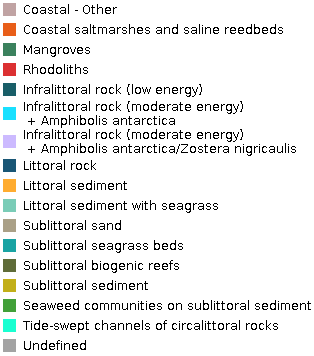 Coastal - Other
Coastal saltmarshes and saline reedbeds
Mangroves
Rhodoliths
Infralittoral rock (low energy)
Infralittoral rock (moderate energy)
+ Amphibolis antarctica
Infralittoral rock (moderate energy)
+ Amphibolis antarctica/Zostera nigricaulis
Littoral rock
Littoral sediment
Littoral sediment with seagrass
Sublittoral sand
Sublittoral seagrass beds
Sublittoral biogenic reefs
Sublittoral sediment
Seaweed communities on sublittoral sediment
Tide-swept channels of circalittoral rocks
Undefined